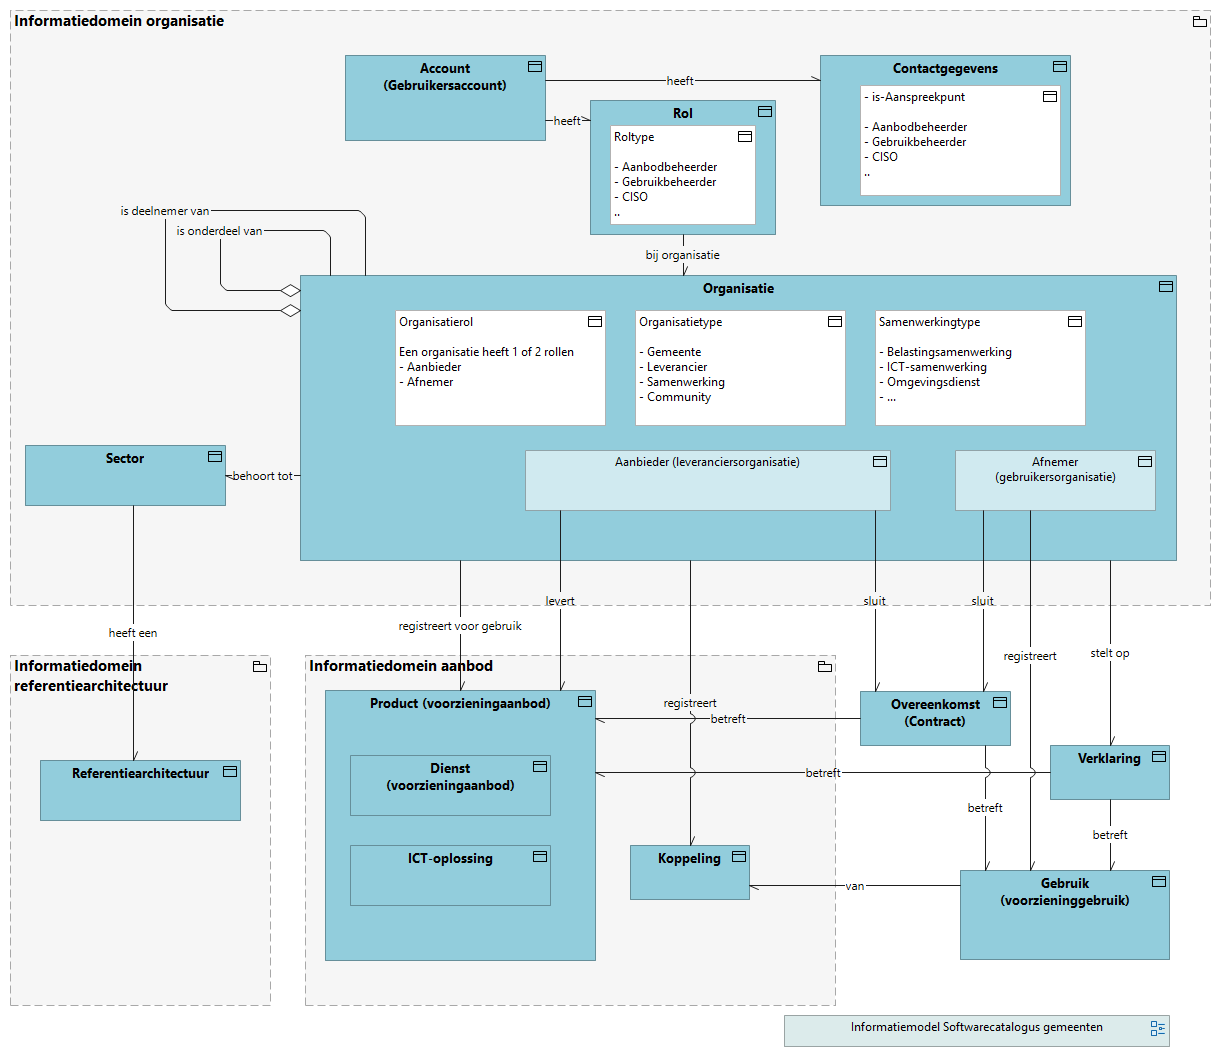 Informatiedomein organisatie
Account
(Gebruikersaccount)
heeft
heeft
Contactgegevens
- is-Aanspreekpunt
- Aanbodbeheerder
- Gebruikbeheerder
- CISO
..
Rol
Roltype
- Aanbodbeheerder
- Gebruikbeheerder
- CISO
..
is deelnemer van
is onderdeel van
bij organisatie
Organisatie
Organisatierol
Een organisatie heeft 1 of 2 rollen
- Aanbieder
- Afnemer
Organisatietype
- Gemeente
- Leverancier
- Samenwerking
- Community
Samenwerkingtype
- Belastingsamenwerking
- ICT-samenwerking
- Omgevingsdienst
- ...
Sector
behoort tot
Aanbieder (leveranciersorganisatie)
Afnemer
(gebruikersorganisatie)
heeft een
registreert voor gebruik
levert
sluit
sluit
registreert
stelt op
Informatiedomein
referentiearchitectuur
Referentiearchitectuur
Informatiedomein aanbod
Product (voorzieningaanbod)
Dienst
(voorzieningaanbod)
ICT-oplossing
registreert
betreft
Overeenkomst
(Contract)
betreft
Verklaring
betreft
betreft
Koppeling
van
Gebruik
(voorzieninggebruik)
Informatiemodel Softwarecatalogus gemeenten